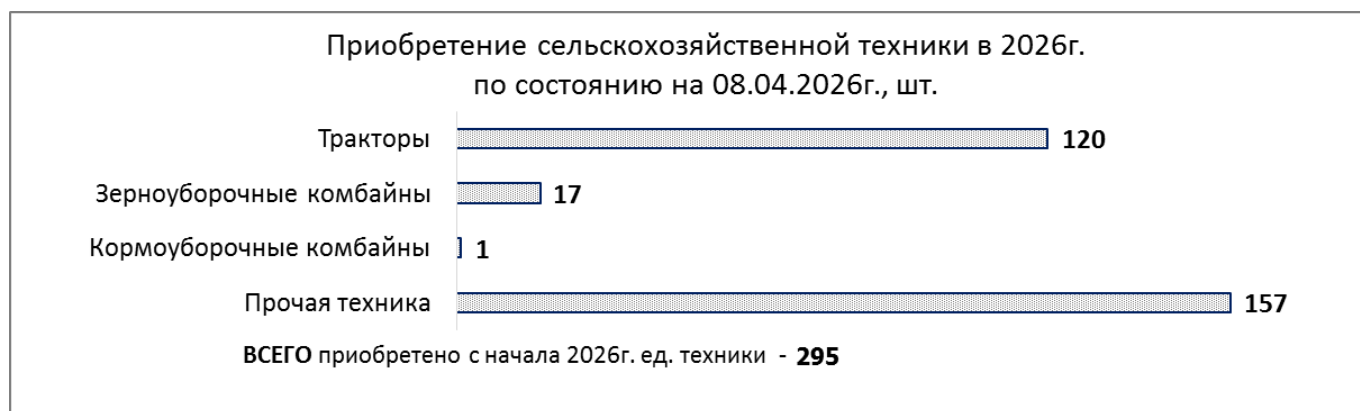 Приобретение сельскохозяйственной техники в 2026г.
по состоянию на 08.04.2026г., шт.
Тракторы 120
Зерноуборочные комбайны 17
Кормоуборочные комбайны 1
Прочая техника 157
ВСЕГО приобретено с начала 2026г. ед. техники - 295